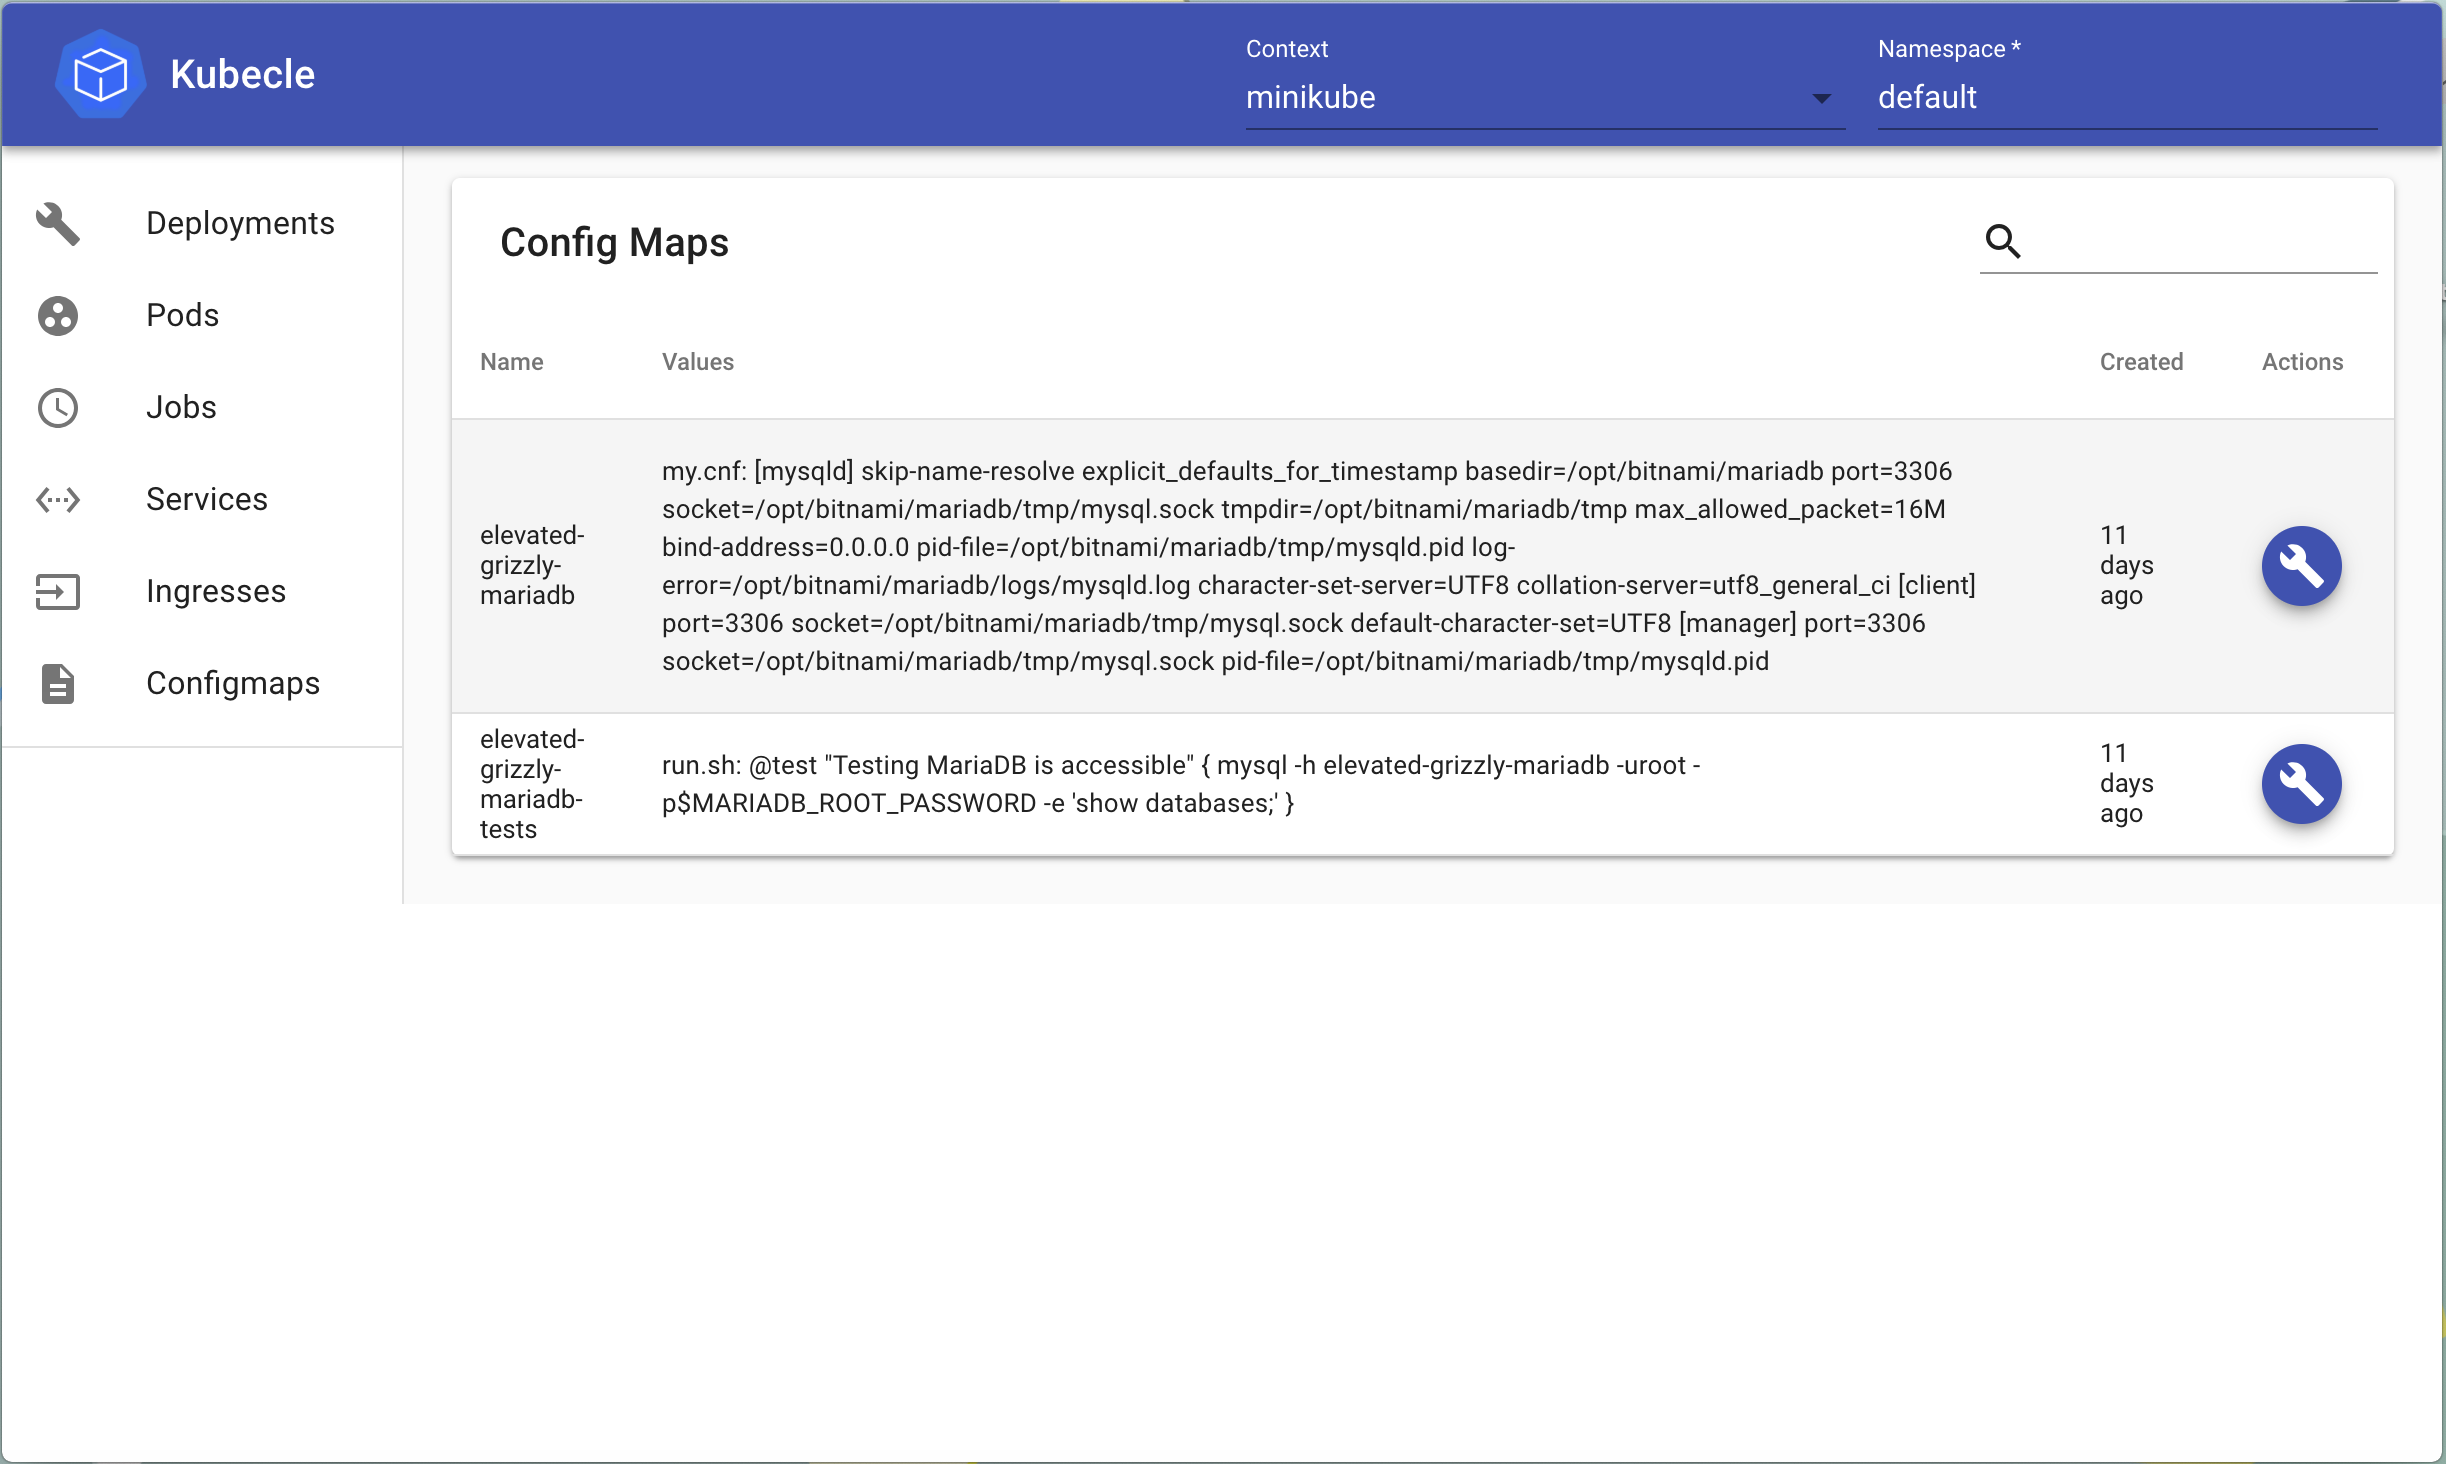 Kubecle
Context
minikube
Namespace *
default
Deployments
Pods
Jobs
Services
Ingresses
Configmaps
Config Maps
Name
Values
Created
Actions
elevated-
grizzly-
mariadb
my.cnf: [mysqld] skip-name-resolve explicit_defaults_for_timestamp basedir=/opt/bitnami/mariadb port=3306
socket=/opt/bitnami/mariadb/tmp/mysql.sock tmpdir=/opt/bitnami/mariadb/tmp max_allowed_packet=16M
bind-address=0.0.0.0 pid-file=/opt/bitnami/mariadb/tmp/mysqld.pid log-
error=/opt/bitnami/mariadb/logs/mysqld.log character-set-server=UTF8 collation-server=utf8_general_ci [client]
port=3306 socket=/opt/bitnami/mariadb/tmp/mysql.sock default-character-set=UTF8 [manager] port=3306
socket=/opt/bitnami/mariadb/tmp/mysql.sock pid-file=/opt/bitnami/mariadb/tmp/mysqld.pid
11
days
ago
elevated-
grizzly-
mariadb-
tests
run.sh: @test "Testing MariaDB is accessible" { mysql -h elevated-grizzly-mariadb -uroot -
p$MARIADB_ROOT_PASSWORD -e 'show databases;' }
11
days
ago